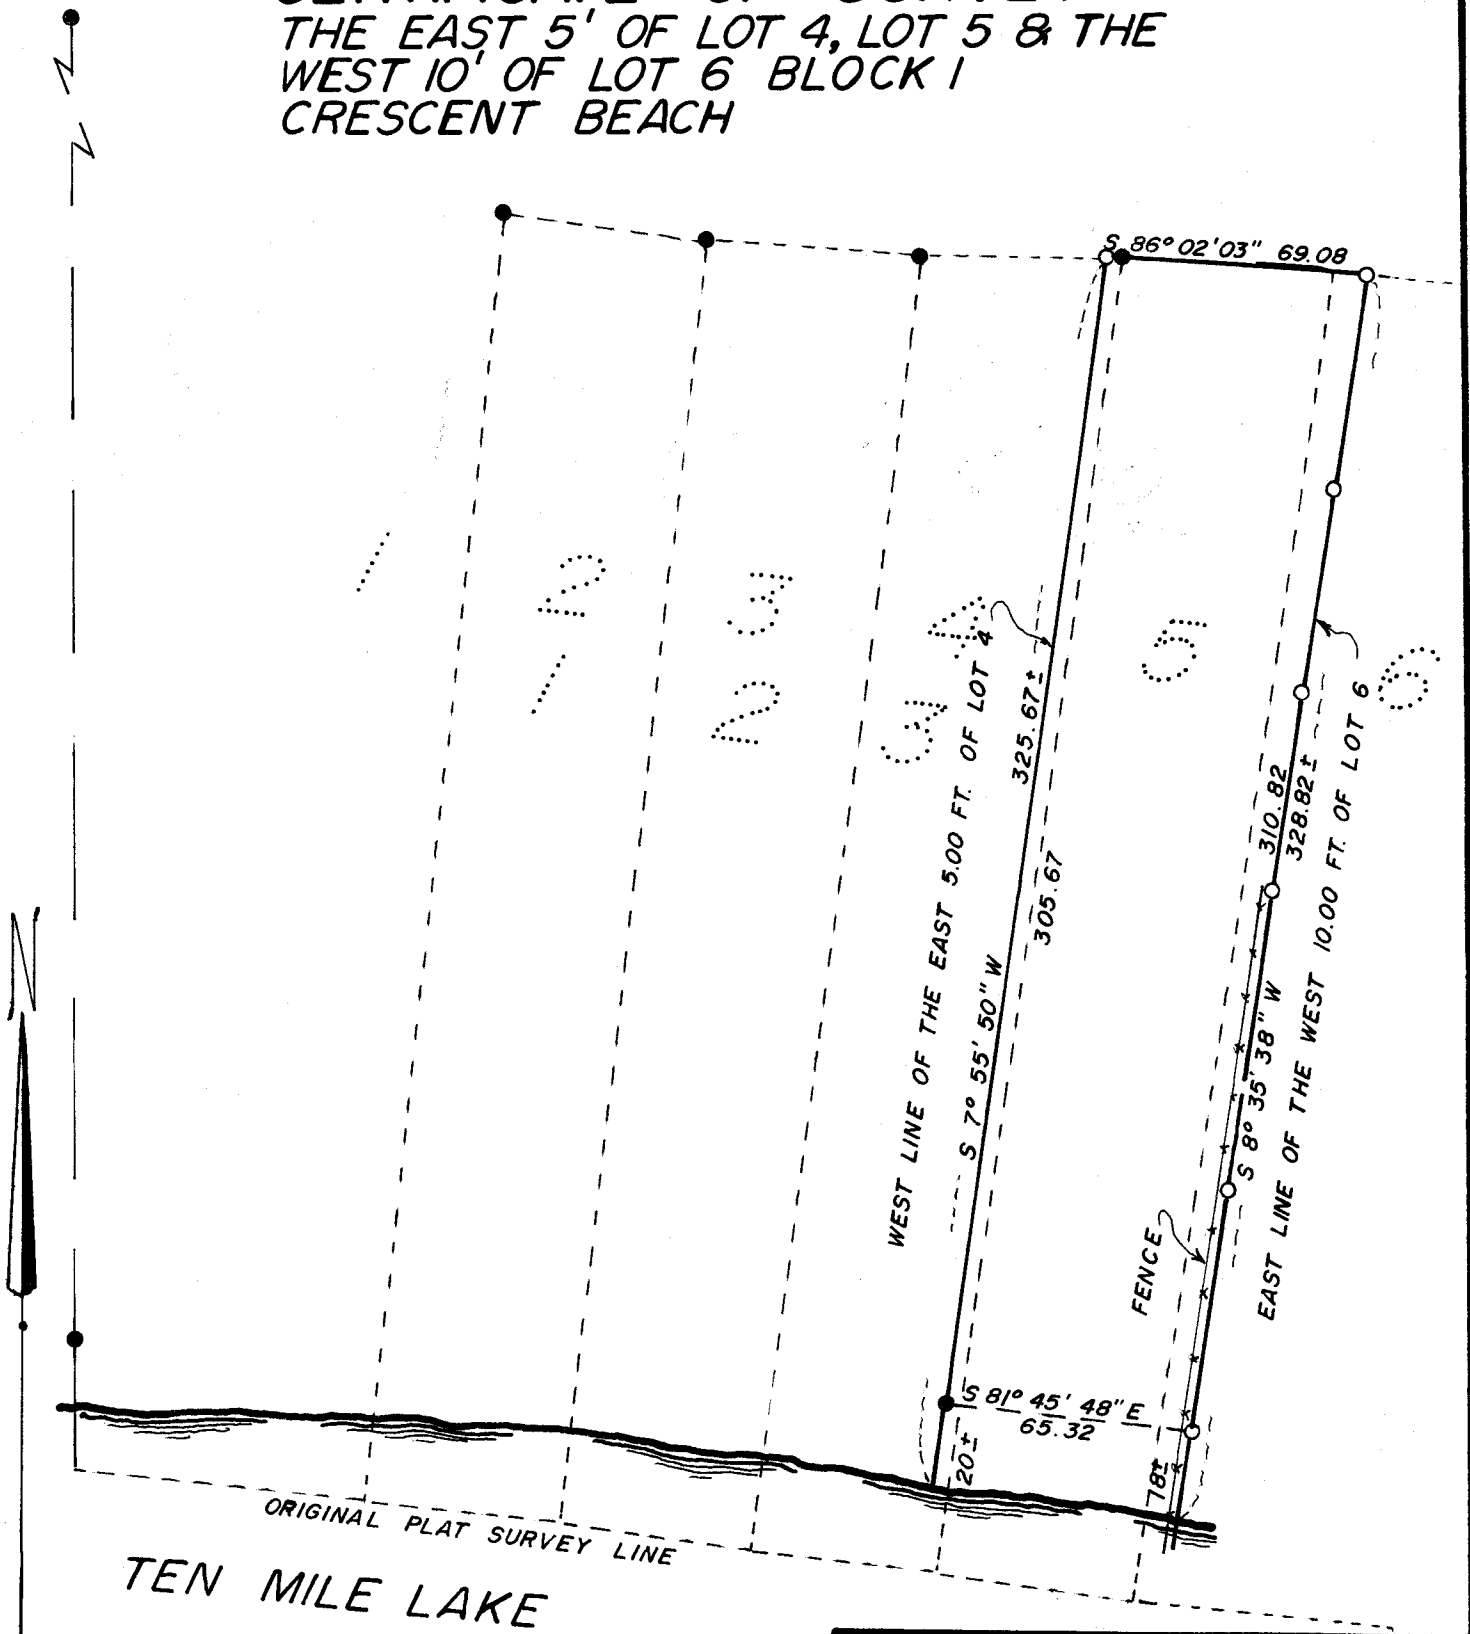 THE EAST 5' OF LOT 4, LOT 5 & THE
WEST 10' OF LOT 6 BLOCK 1
CRESCENT BEACH
S 86° 02' 03" 69.08
1
2
3
4
5
6
1
2
3
WEST LINE OF THE EAST 5.00 FT. OF LOT 4
325.67±
305.67
S 7° 55' 50" W
310.82
328.82±
S 8° 35' 38" W
EAST LINE OF THE WEST 10.00 FT. OF LOT 6
N
FENCE
S 81° 45' 48" E
65.32
20±
18±
ORIGINAL PLAT SURVEY LINE
TEN MILE LAKE